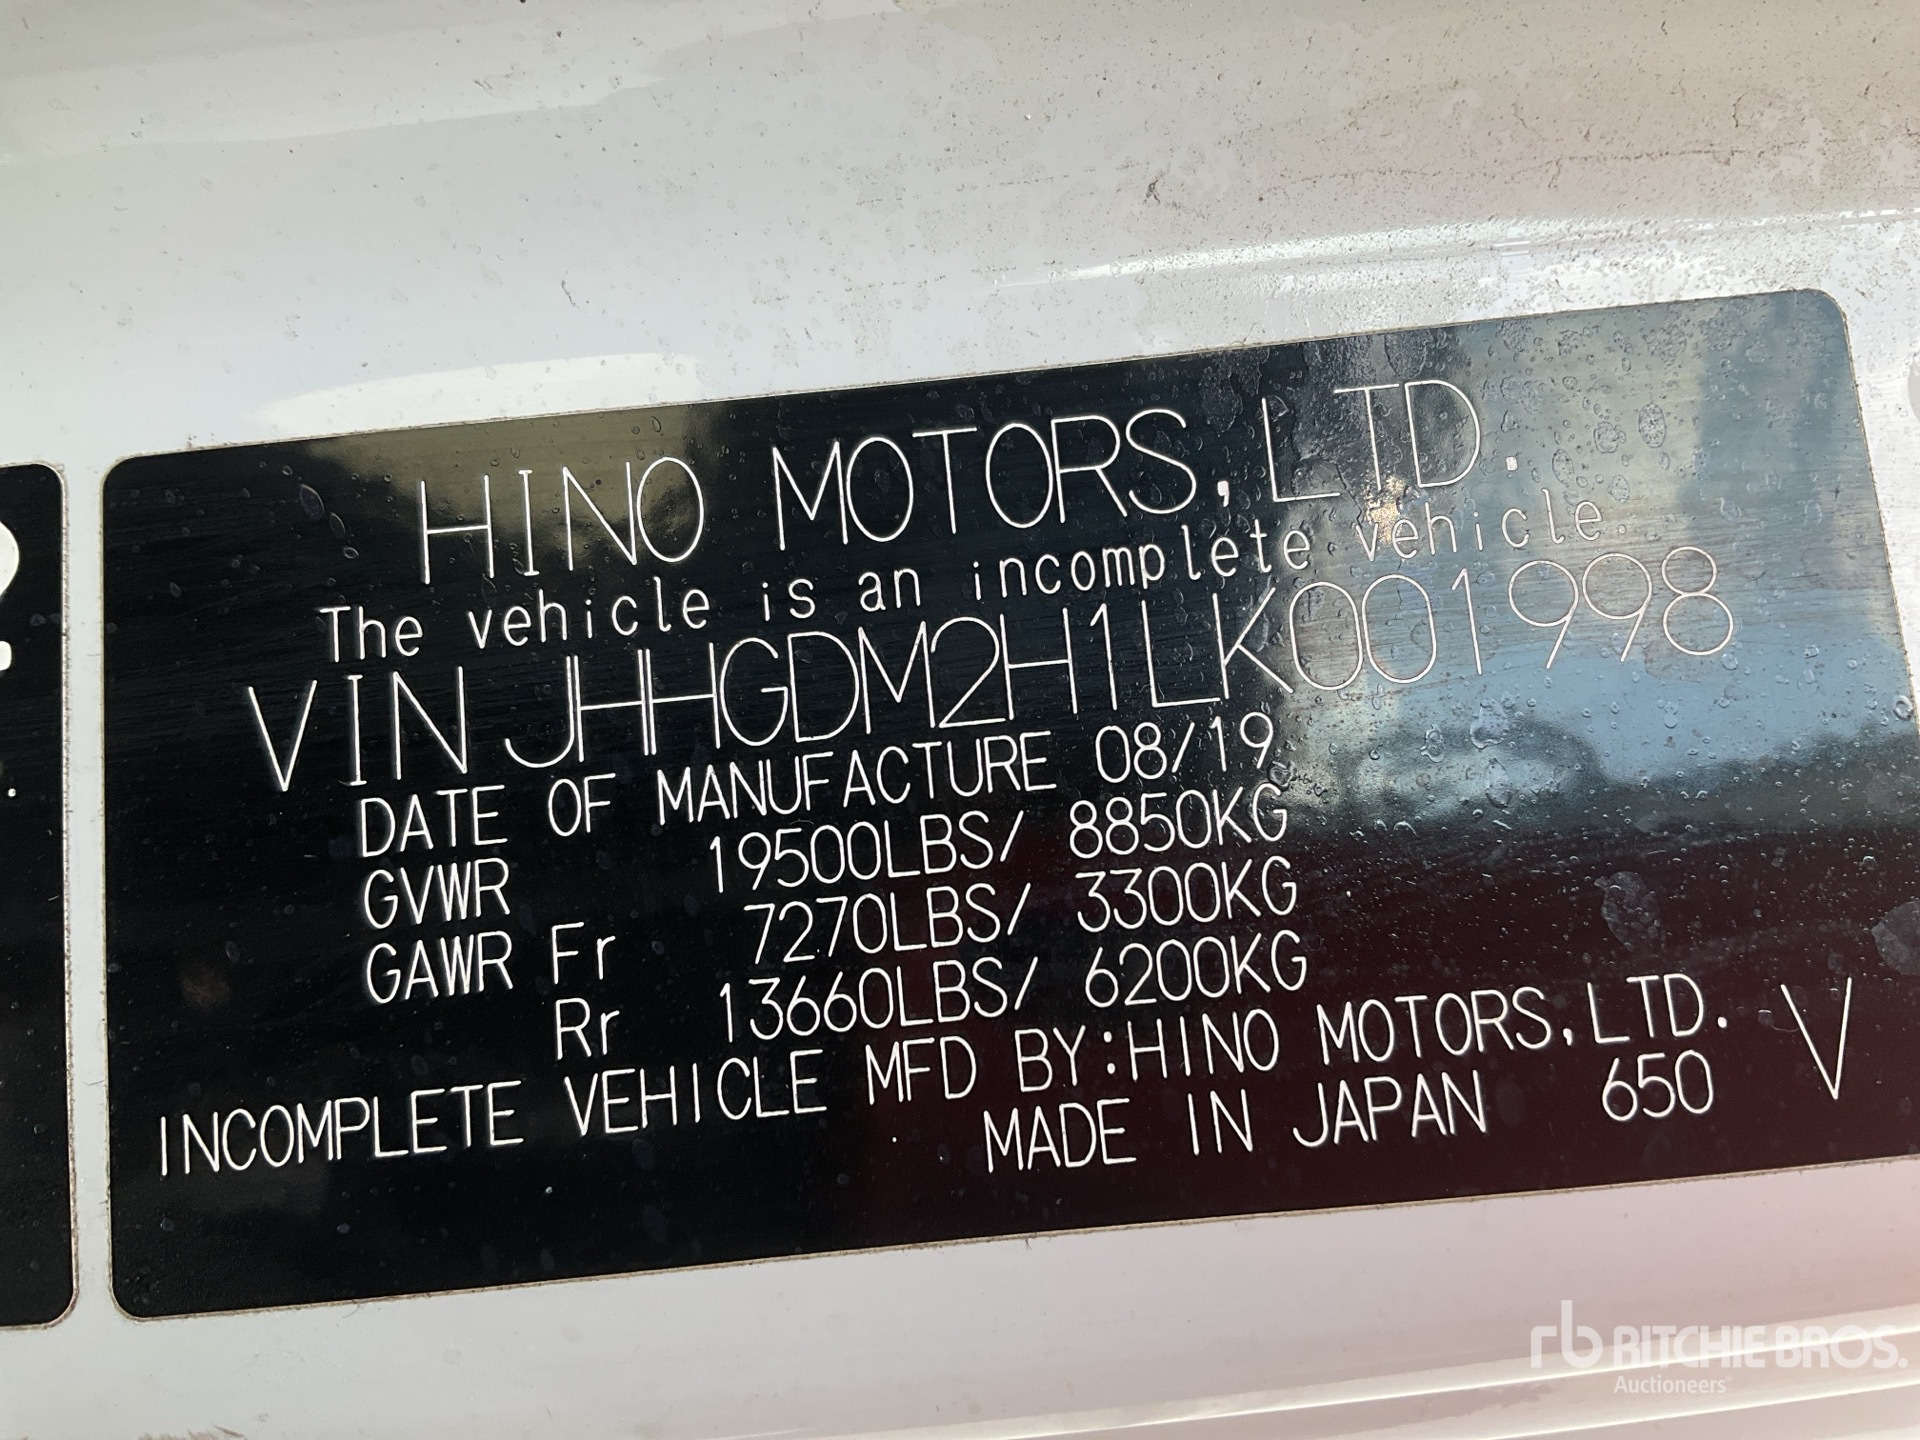 HINO MOTORS, LTD.
The vehicle is an incomplete vehicle.
VIN JHHGDM2H1LK001998
DATE OF MANUFACTURE 08/19
GVWR 19500LBS/ 8850KG
GAWR Fr 7270LBS/ 3300KG
Rr 13660LBS/ 6200KG
INCOMPLETE VEHICLE MFD BY:HINO MOTORS, LTD. V
MADE IN JAPAN 650
rb RITCHIE BROS.
Auctioneers